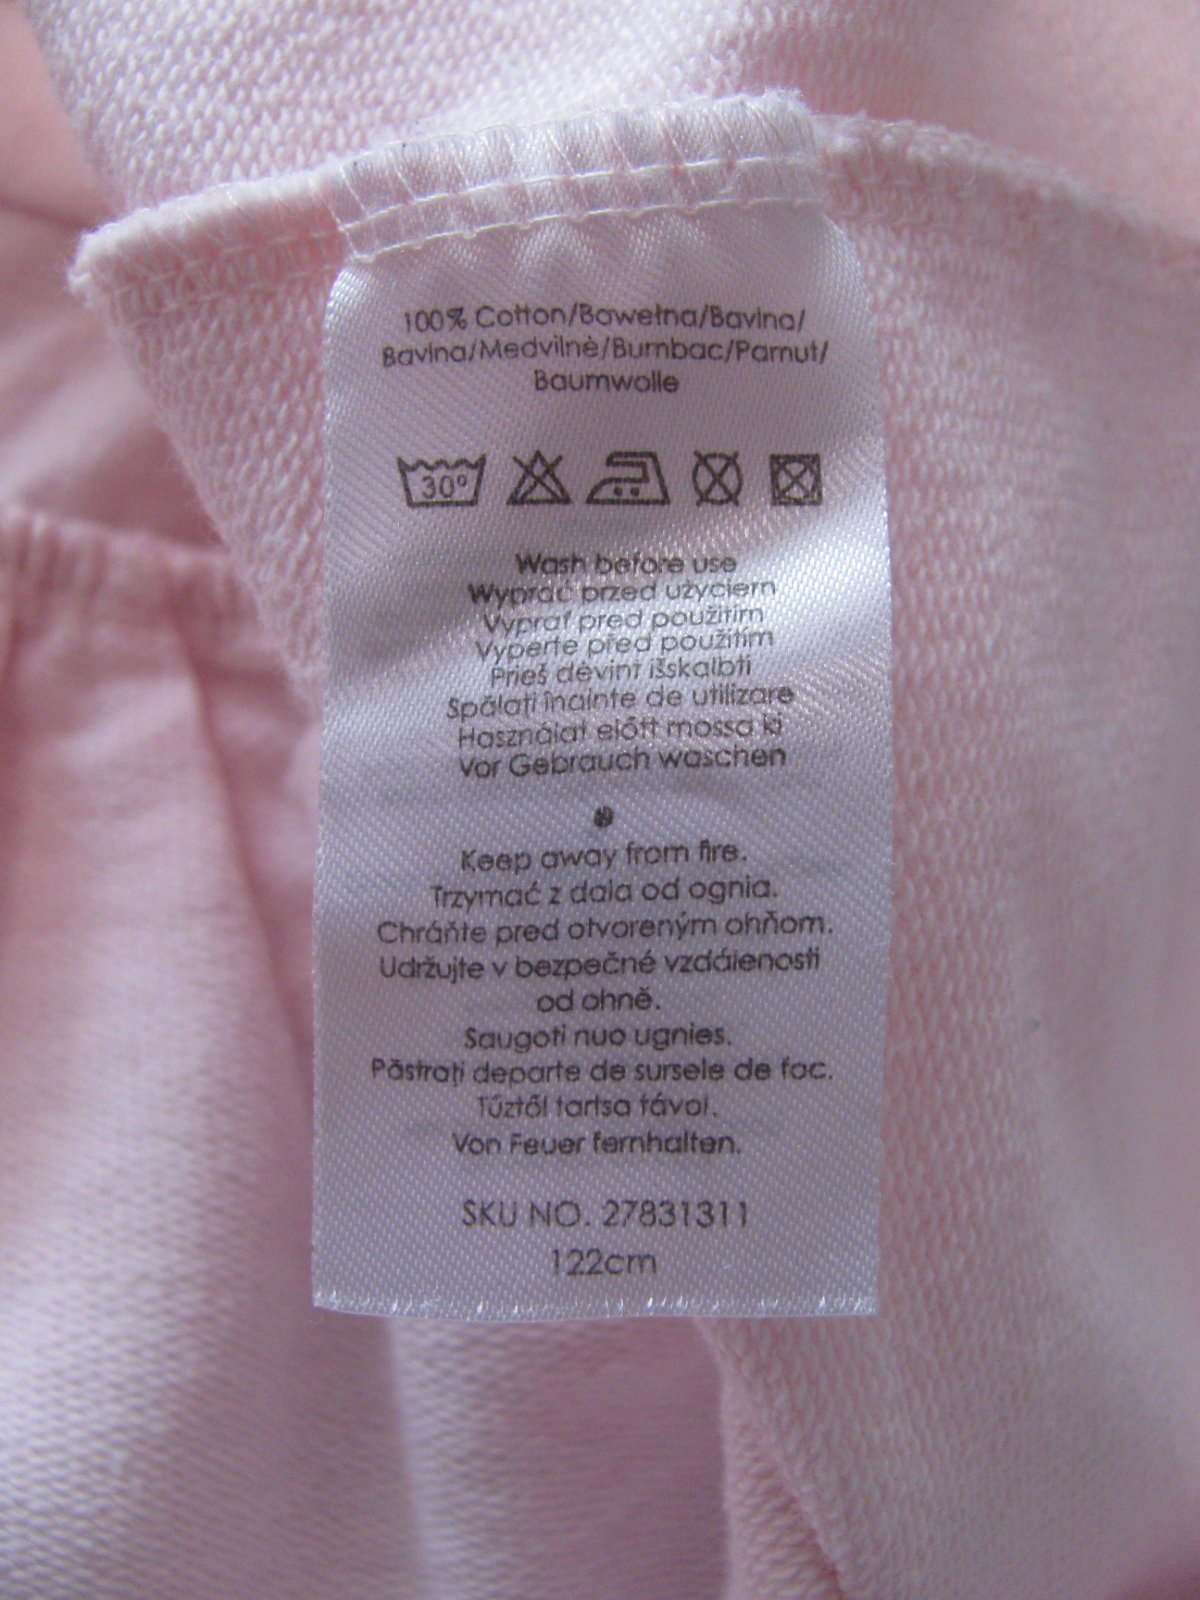 100% Cotton/Bawełna/Bavlna/
Bavlna/Medvilnė/Bumbac/Pamut/
Baumwolle
30°
Wash before use
Wyprać przed użyciem
Vyprať pred použitím
Vyperte před použitím
Prieš dėvint išskalbti
Spălați înainte de utilizare
Használat előtt mossa ki
Vor Gebrauch waschen
Keep away from fire.
Trzymać z dala od ognia.
Chráňte pred otvoreným ohňom.
Udržujte v bezpečné vzdálenosti
od ohně.
Saugoti nuo ugnies.
Păstrați departe de sursele de foc.
Tűztől tartsa távol.
Von Feuer fernhalten.
SKU NO. 27831311
122cm